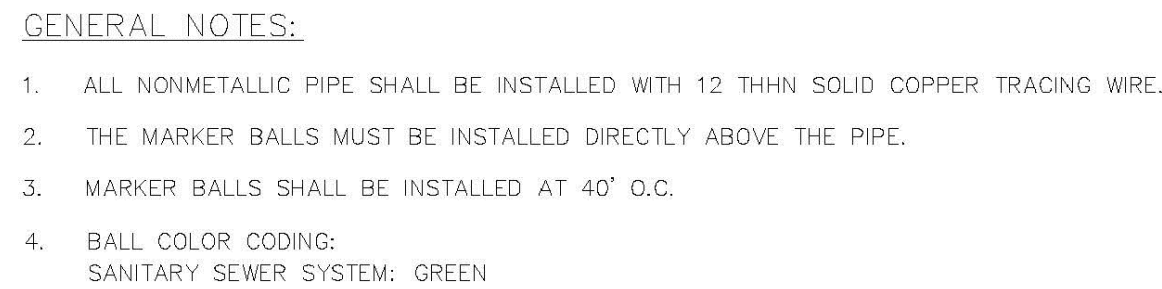 GENERAL NOTES:
1. ALL NONMETALLIC PIPE SHALL BE INSTALLED WITH 12 THHN SOLID COPPER TRACING WIRE.
2. THE MARKER BALLS MUST BE INSTALLED DIRECTLY ABOVE THE PIPE.
3. MARKER BALLS SHALL BE INSTALLED AT 40' O.C.
4. BALL COLOR CODING:
SANITARY SEWER SYSTEM: GREEN